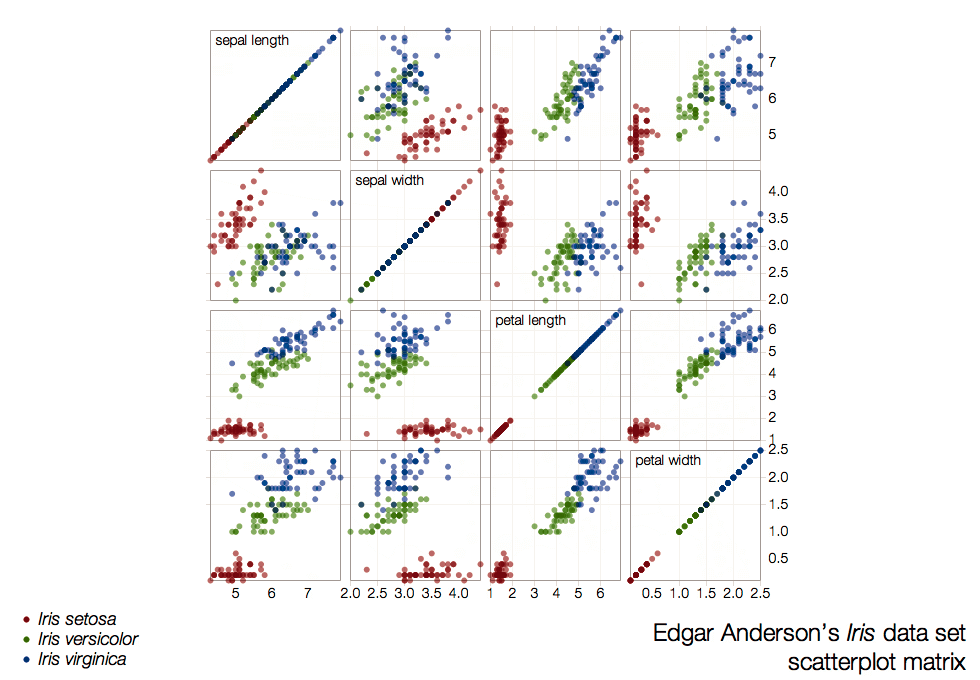 sepal length
7
6
5
sepal width
4.0
3.5
3.0
2.5
2.0
petal length
6
5
4
3
2
1
petal width
2.5
2.0
1.5
1.0
0.5
5 6 7 2.0 2.5 3.0 3.5 4.0 1 2 3 4 5 6 0.5 1.0 1.5 2.0 2.5
Iris setosa
Iris versicolor
Iris virginica
Edgar Anderson’s Iris data set
scatterplot matrix